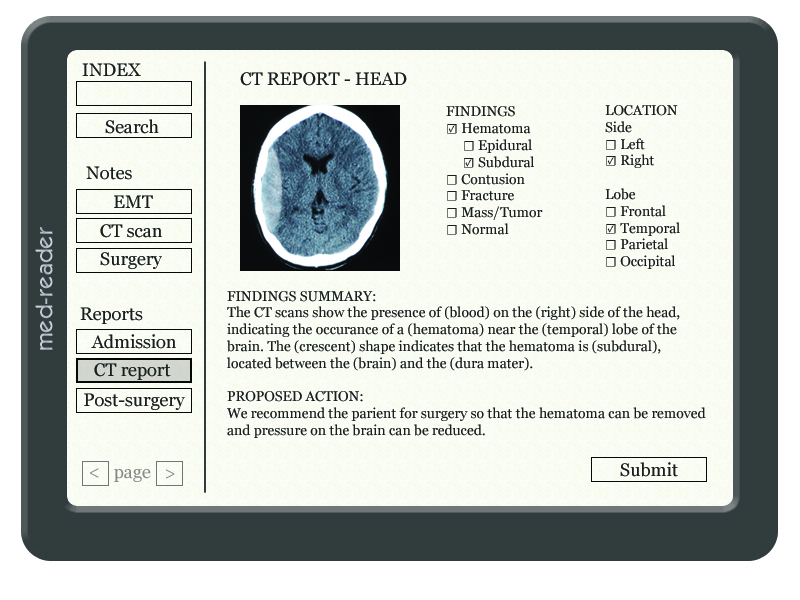 med-reader
INDEX
Search
Notes
EMT
CT scan
Surgery
Reports
Admission
CT report
Post-surgery
< page >
CT REPORT - HEAD
FINDINGS
☑ Hematoma
☐ Epidural
☑ Subdural
☐ Contusion
☐ Fracture
☐ Mass/Tumor
☐ Normal
LOCATION
Side
☐ Left
☑ Right
Lobe
☐ Frontal
☑ Temporal
☐ Parietal
☐ Occipital
FINDINGS SUMMARY:
The CT scans show the presence of (blood) on the (right) side of the head,
indicating the occurance of a (hematoma) near the (temporal) lobe of the
brain. The (crescent) shape indicates that the hematoma is (subdural),
located between the (brain) and the (dura mater).
PROPOSED ACTION:
We recommend the parient for surgery so that the hematoma can be removed
and pressure on the brain can be reduced.
Submit